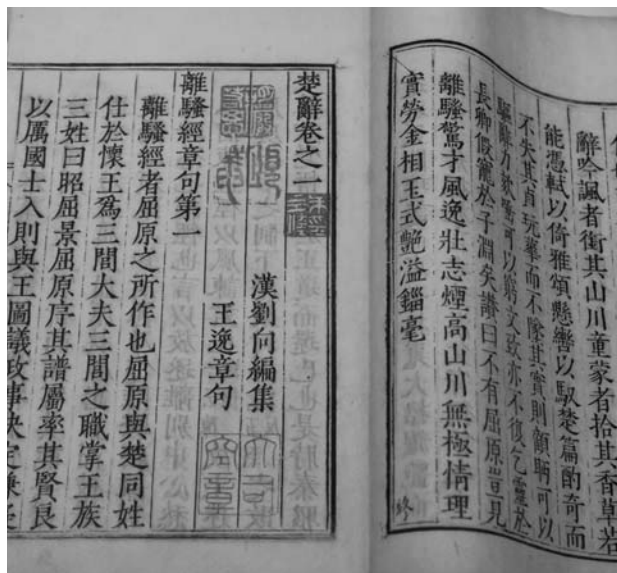 辭吟諷者銜其山川童蒙者拾其香草若
能憑軾以倚雅頌懸轡以馭楚篇酌奇而
不失其貞玩華而不墜其實則顧盻可以
驅辭力欬唾可以窮文致亦不復乞靈於
長卿假寵於子淵矣讚曰不有屈原豈見
離騷驚才風逸壯志煙高山川無極情理
實勞金相玉式艷溢錙毫
終
楚辭卷之一
漢劉向編集
王逸章句
離騷經章句第一
離騷經者屈原之所作也屈原與楚同姓
仕於懷王爲三閭大夫三閭之職掌王族
三姓曰昭屈景屈原序其譜屬率其賢良
以厲國士入則與王圖議政事決定